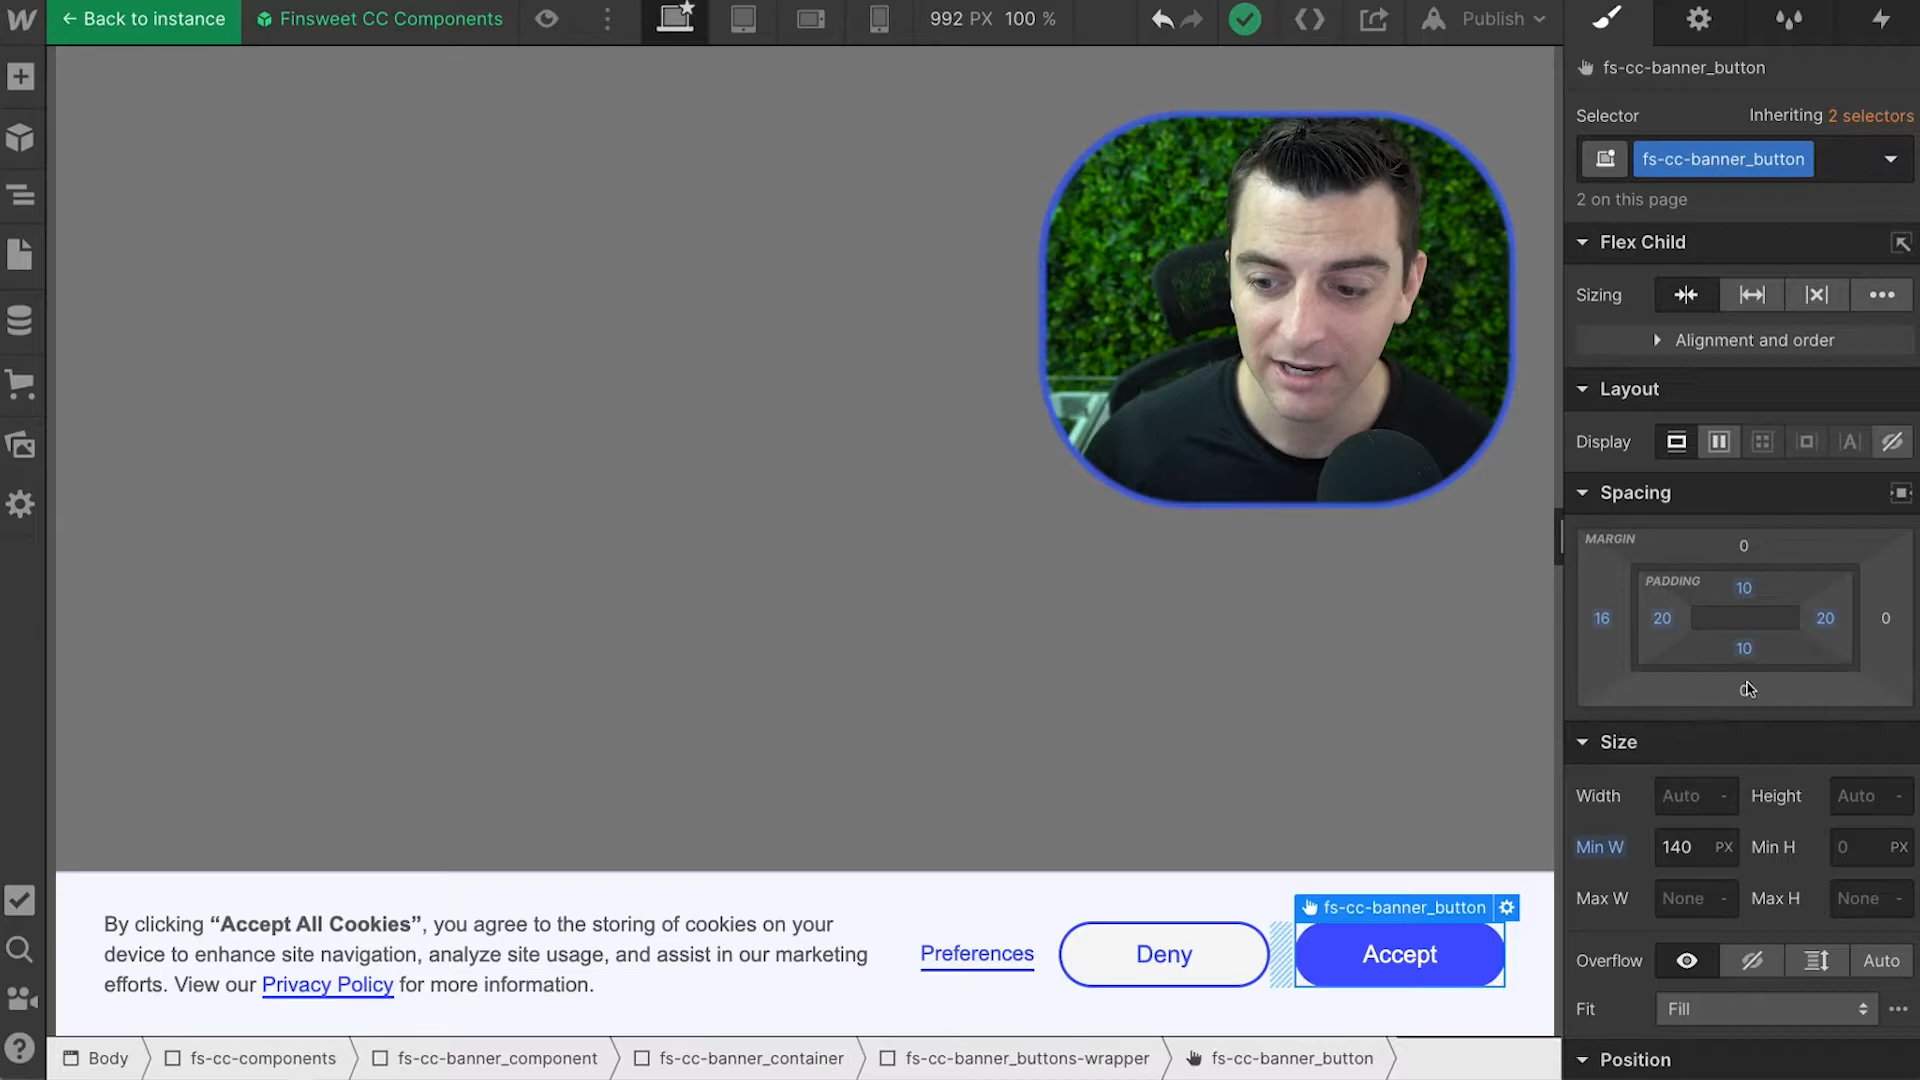 ← Back to instance
Finsweet CC Components
992 PX 100 %
Publish
fs-cc-banner_button
Selector
Inheriting 2 selectors
fs-cc-banner_button
2 on this page
Flex Child
Sizing
Alignment and order
Layout
Display
Spacing
MARGIN
0
PADDING
10
16
20
20
0
10
Size
Width
Auto -
Height
Auto -
Min W
140 PX
Min H
0 PX
Max W
None -
Max H
None -
Overflow
Auto
Fit
Fill
Position
By clicking “Accept All Cookies”, you agree to the storing of cookies on your
device to enhance site navigation, analyze site usage, and assist in our marketing
efforts. View our Privacy Policy for more information.
Preferences
Deny
fs-cc-banner_button
Accept
Body
fs-cc-components
fs-cc-banner_component
fs-cc-banner_container
fs-cc-banner_buttons-wrapper
fs-cc-banner_button